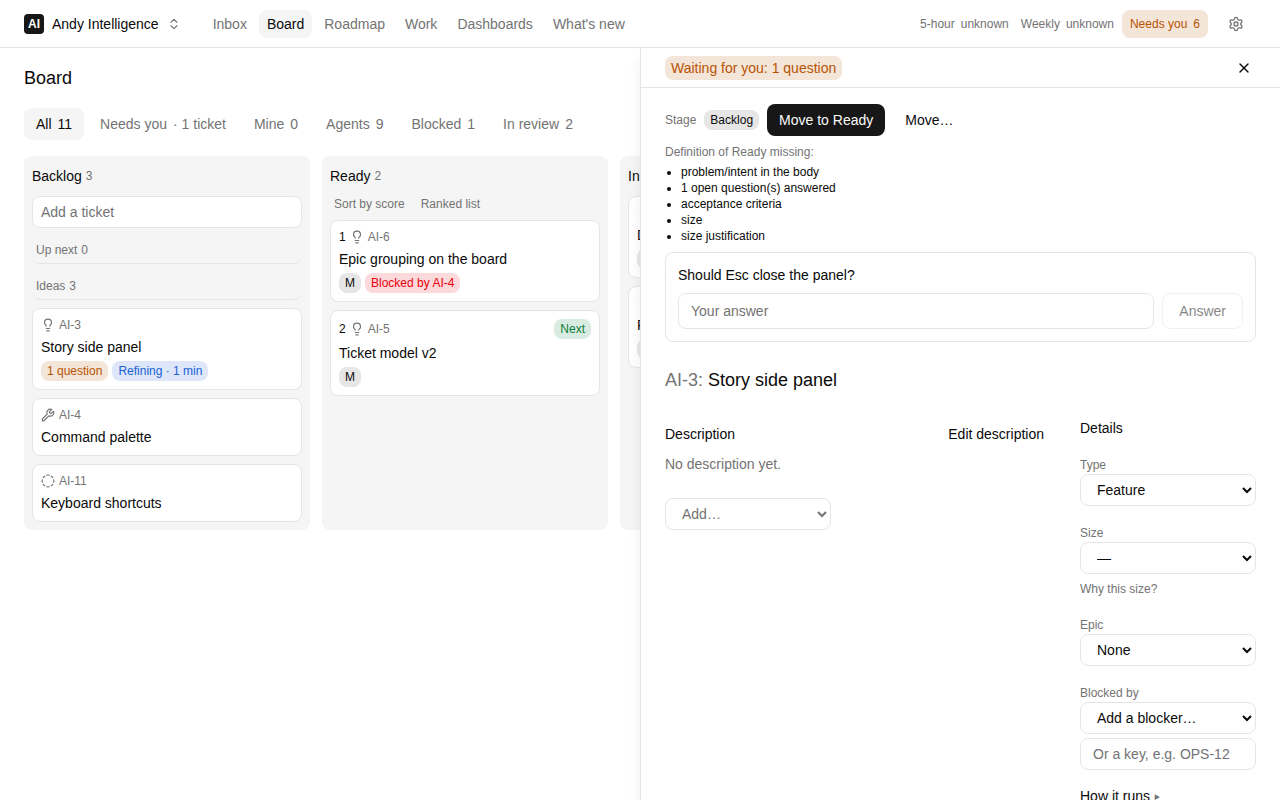 AI Andy Intelligence Inbox Board Roadmap Work Dashboards What's new 5-hour unknown Weekly unknown Needs you 6
Board
All 11 Needs you · 1 ticket Mine 0 Agents 9 Blocked 1 In review 2
Backlog 3
Add a ticket
Up next 0
Ideas 3
AI-3
Story side panel
1 question Refining · 1 min
AI-4
Command palette
AI-11
Keyboard shortcuts
Ready 2
Sort by score Ranked list
1 AI-6
Epic grouping on the board
M Blocked by AI-4
2 AI-5 Next
Ticket model v2
M
In
Waiting for you: 1 question
Stage Backlog Move to Ready Move…
Definition of Ready missing:
• problem/intent in the body
• 1 open question(s) answered
• acceptance criteria
• size
• size justification
Should Esc close the panel?
Your answer Answer
AI-3: Story side panel
Description Edit description
No description yet.
Add…
Details
Type
Feature
Size
—
Why this size?
Epic
None
Blocked by
Add a blocker…
Or a key, e.g. OPS-12
How it runs ▸